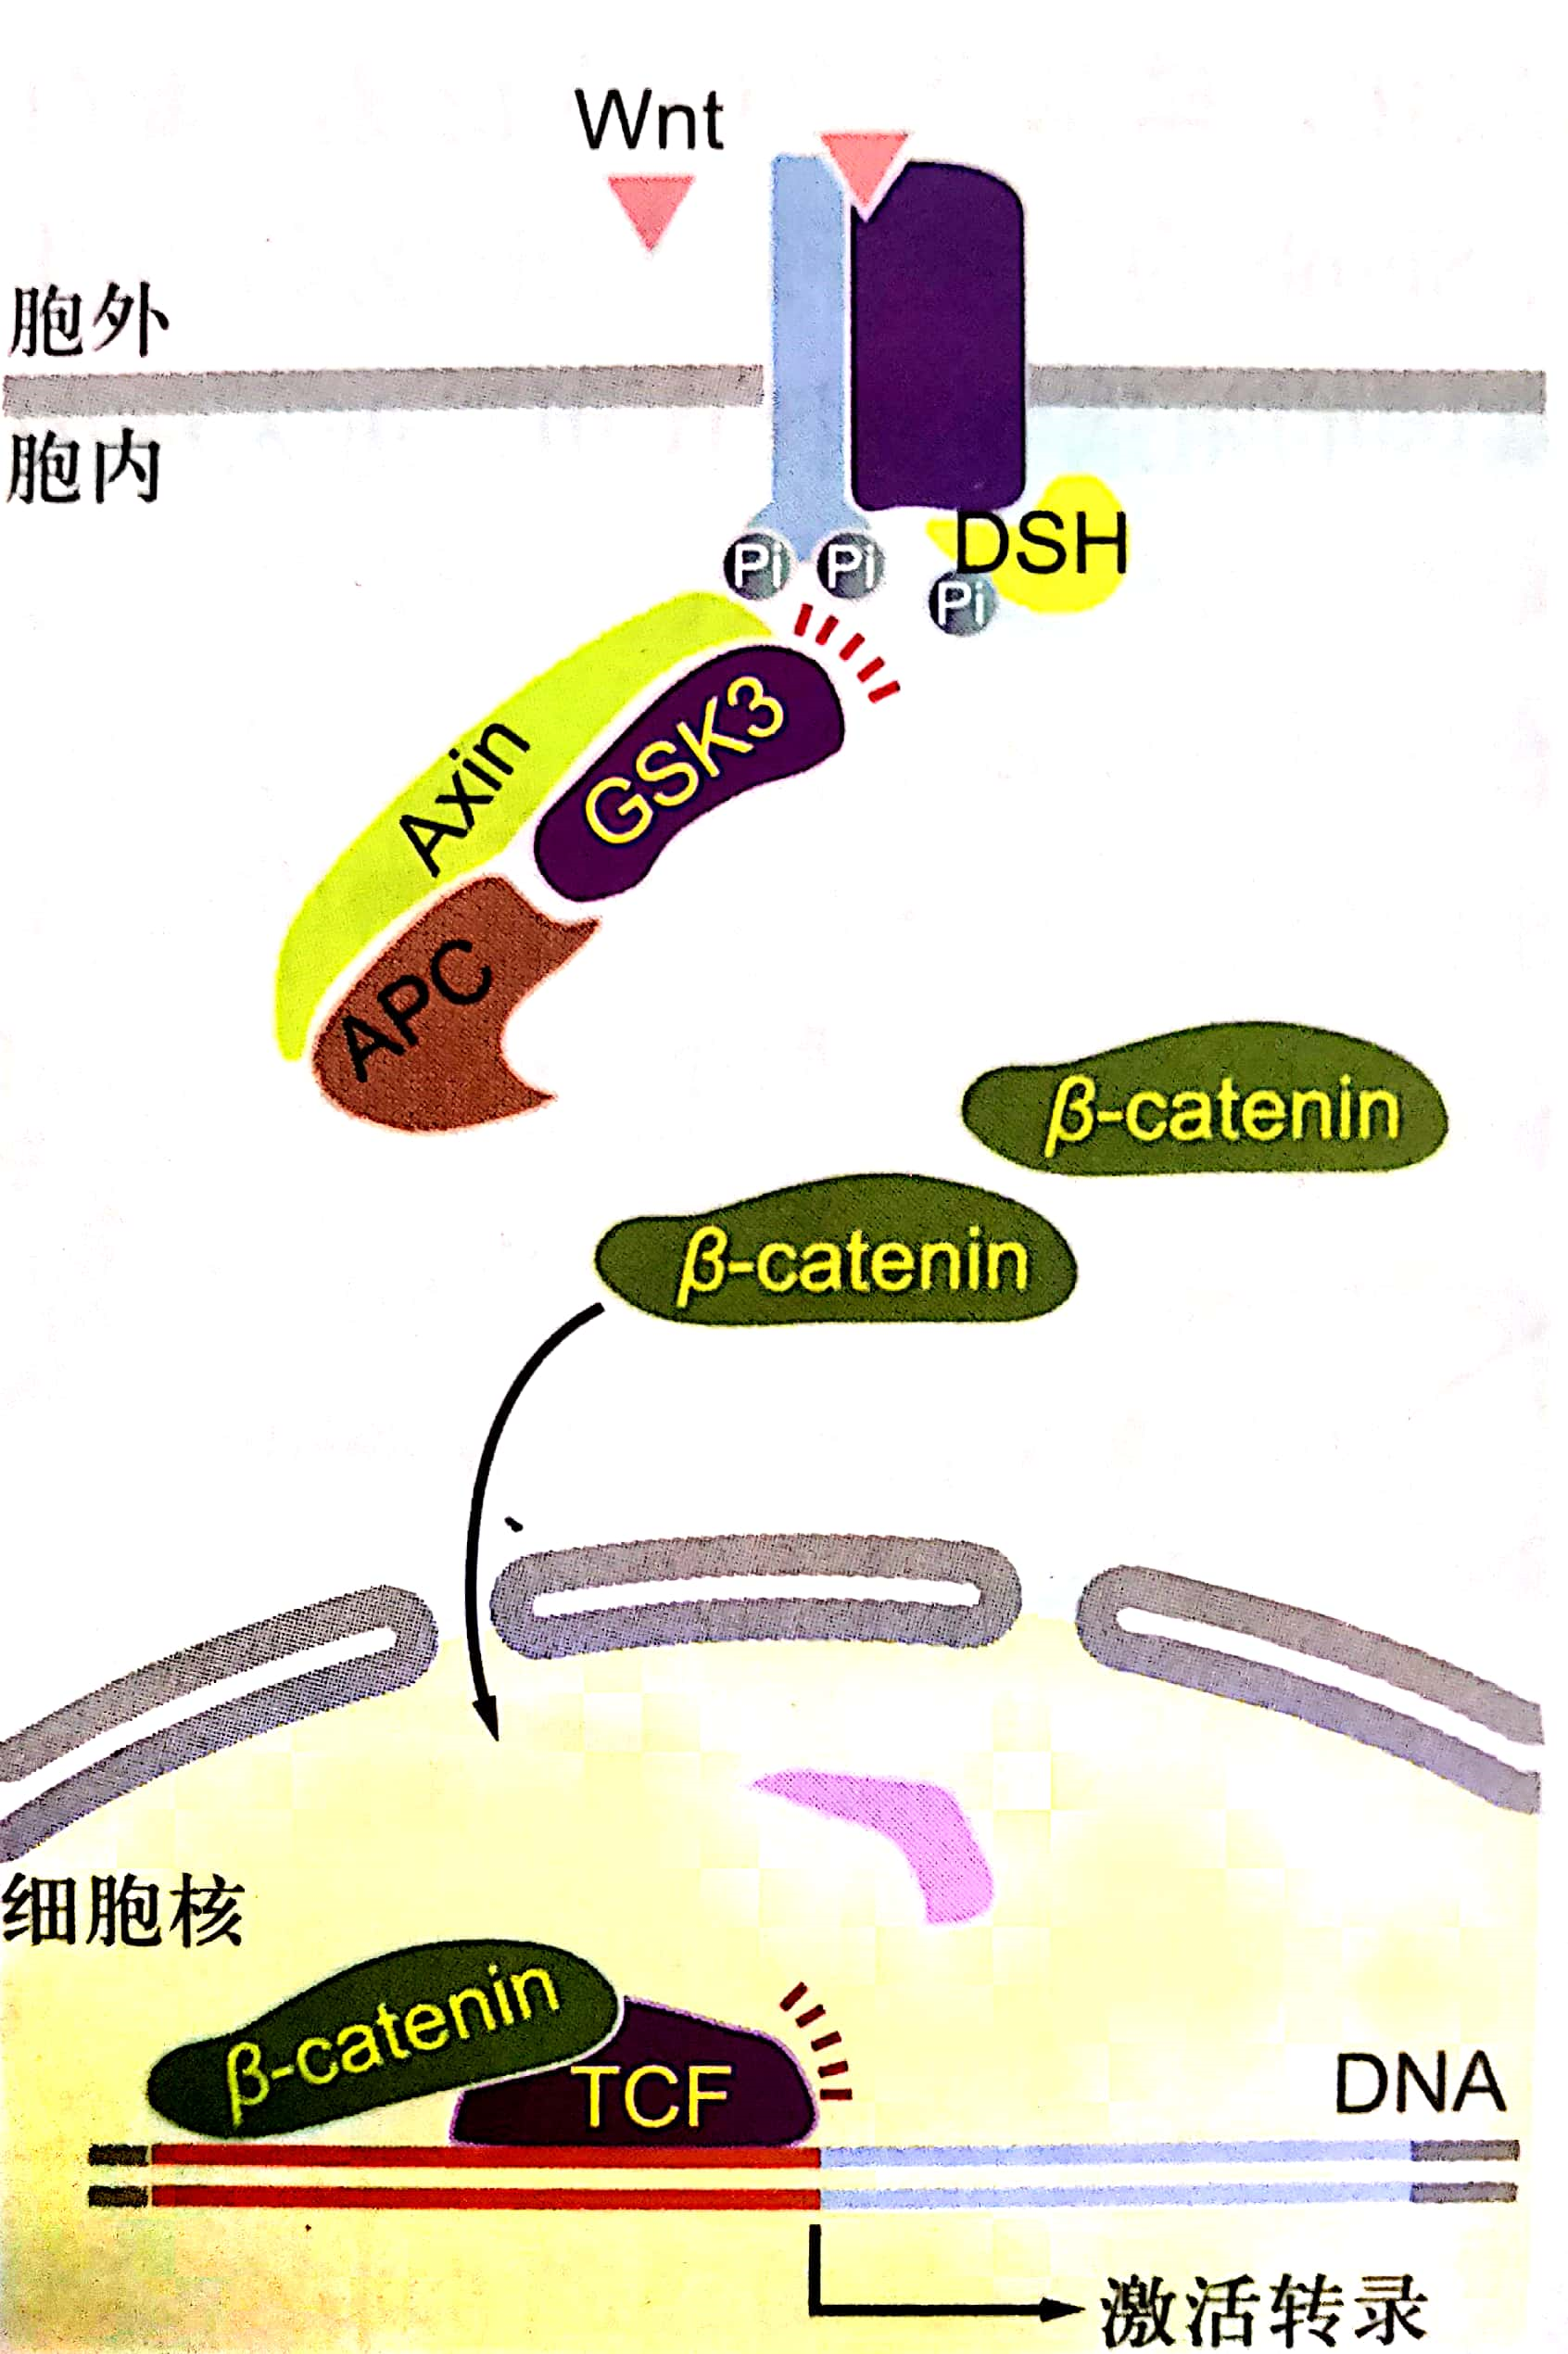 Wnt
胞外
胞内
Pi
Pi
DSH
Pi
Axin
GSK3
APC
β-catenin
β-catenin
细胞核
β-catenin
TCF
DNA
激活转录